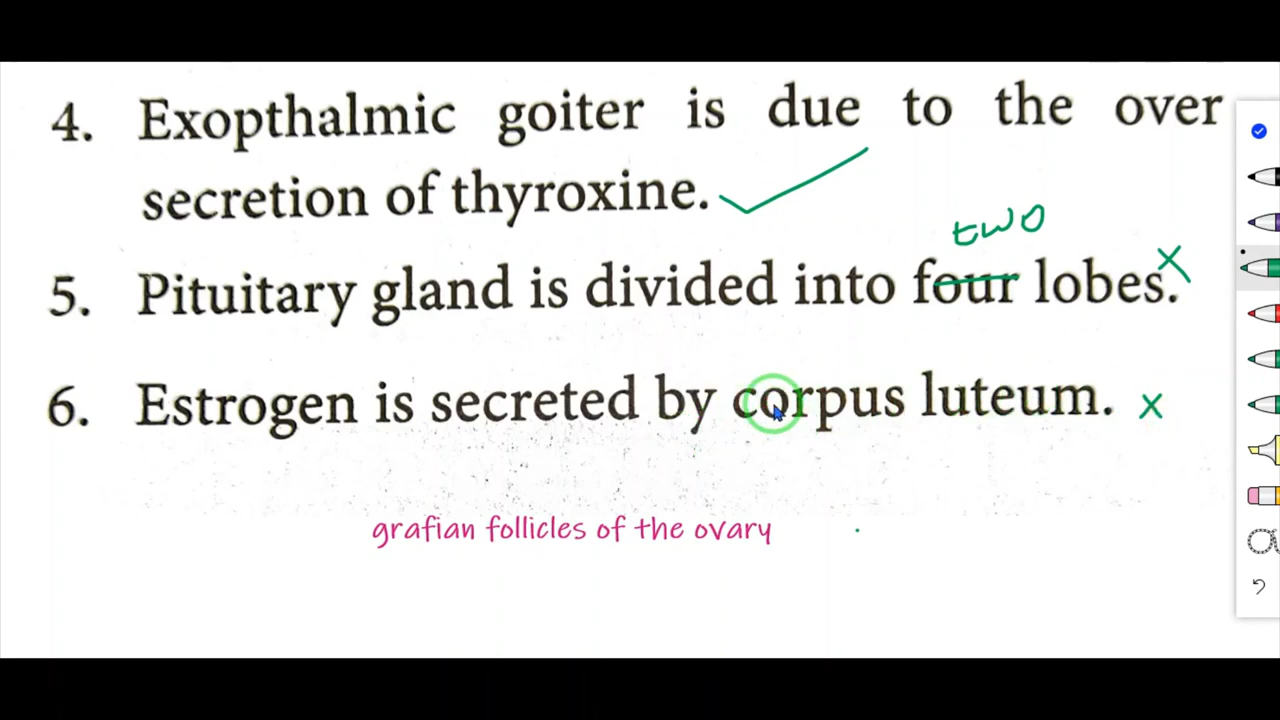 4. Exopthalmic goiter is due to the over
secretion of thyroxine.
two
5. Pituitary gland is divided into four lobes.
6. Estrogen is secreted by corpus luteum.
grafian follicles of the ovary